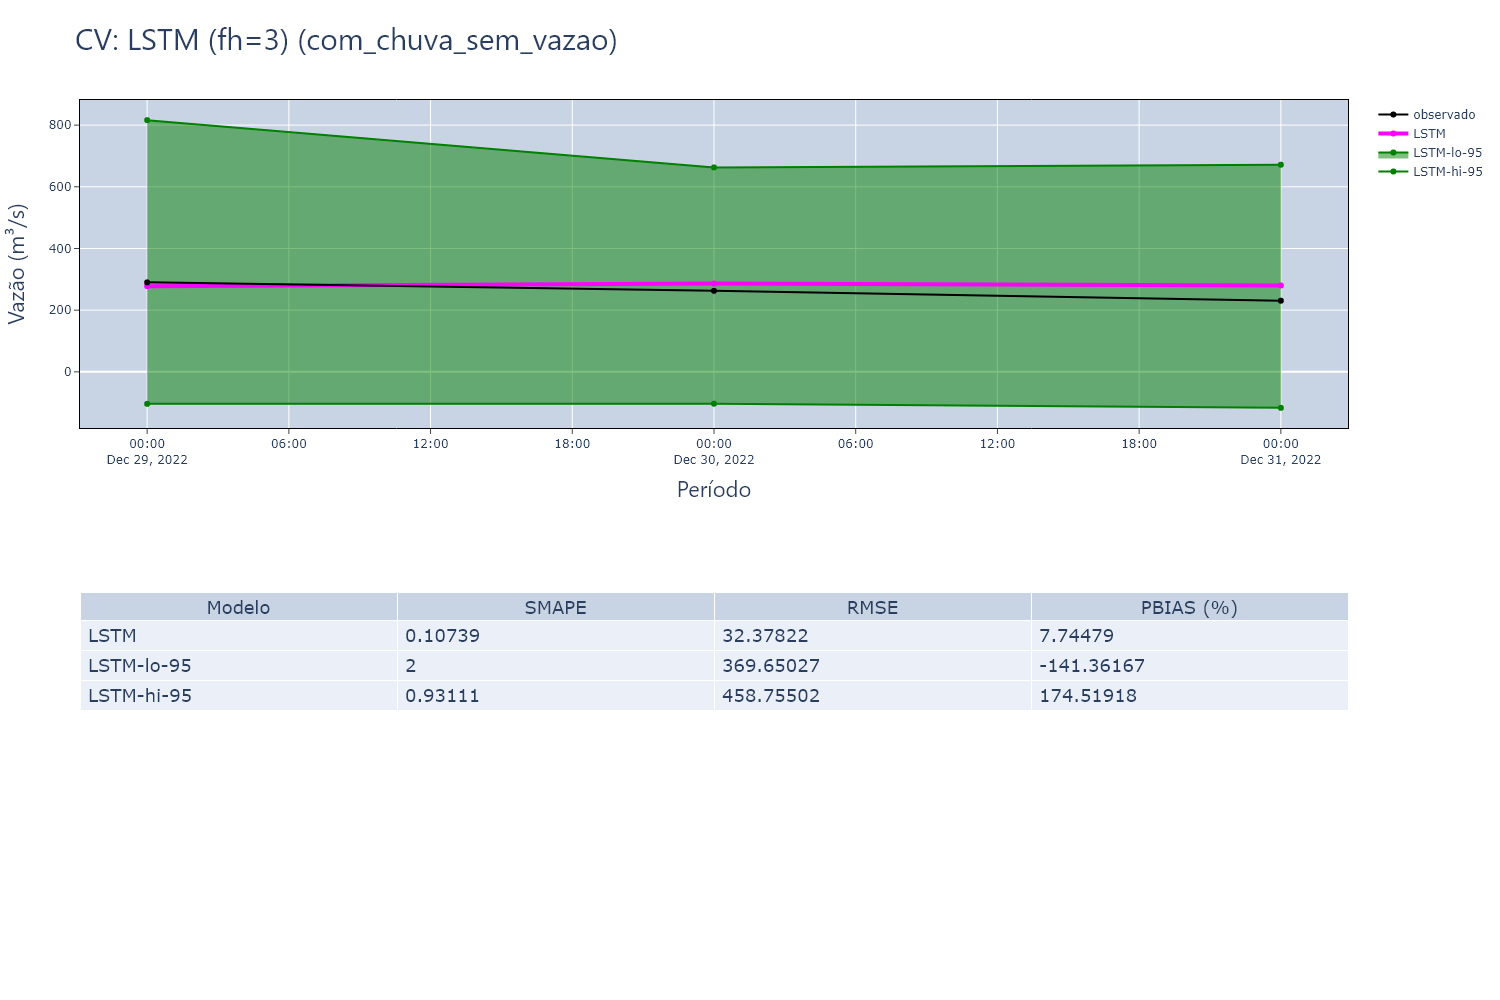 CV: LSTM (fh=3) (com_chuva_sem_vazao)
Vazão (m³/s)
800
600
400
200
0
00:00 06:00 12:00 18:00 00:00 06:00 12:00 18:00 00:00
Dec 29, 2022 Dec 30, 2022 Dec 31, 2022
Período
observado
LSTM
LSTM-lo-95
LSTM-hi-95
Modelo SMAPE RMSE PBIAS (%)
LSTM 0.10739 32.37822 7.74479
LSTM-lo-95 2 369.65027 -141.36167
LSTM-hi-95 0.93111 458.75502 174.51918